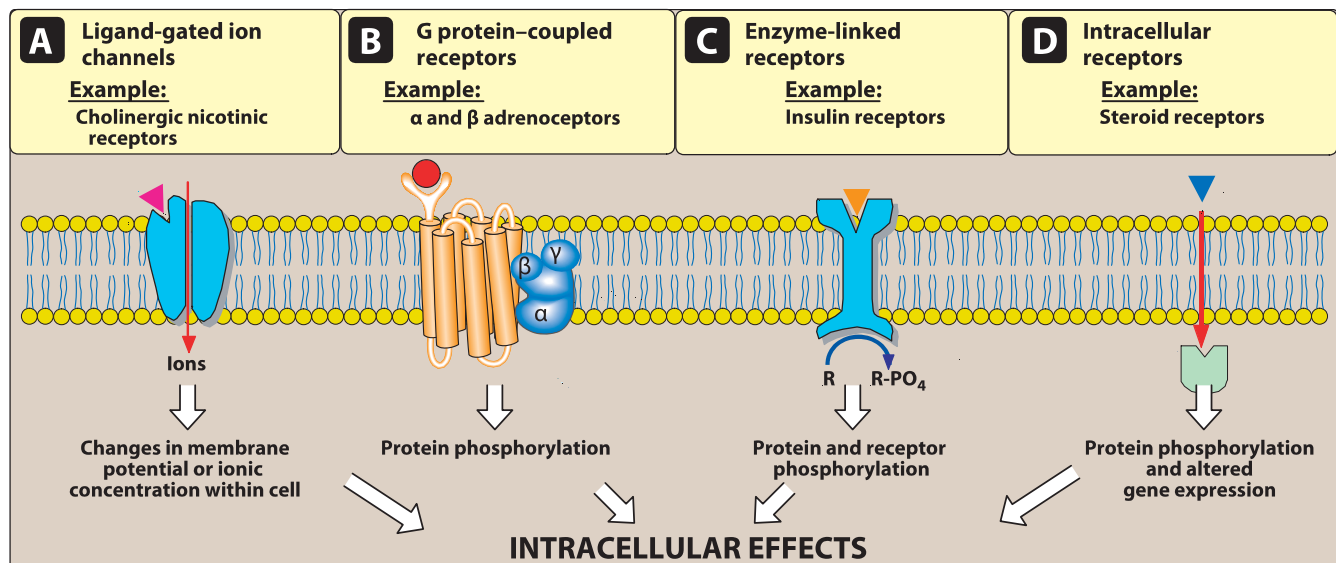 A
Ligand-gated ion
channels
Example:
Cholinergic nicotinic
receptors
B
G protein–coupled
receptors
Example:
α and β adrenoceptors
C
Enzyme-linked
receptors
Example:
Insulin receptors
D
Intracellular
receptors
Example:
Steroid receptors
β
γ
α
Ions
R
R-PO4
Changes in membrane
potential or ionic
concentration within cell
Protein phosphorylation
Protein and receptor
phosphorylation
Protein phosphorylation
and altered
gene expression
INTRACELLULAR EFFECTS